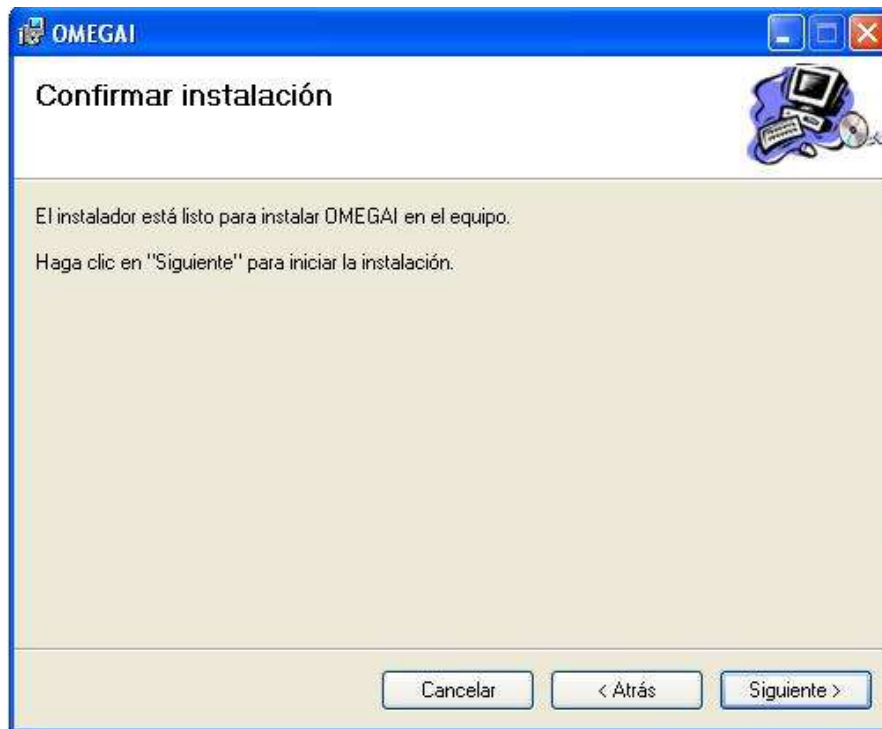 OMEGAI
Confirmar instalación
El instalador está listo para instalar OMEGAI en el equipo.
Haga clic en "Siguiente" para iniciar la instalación.
Cancelar
< Atrás
Siguiente >